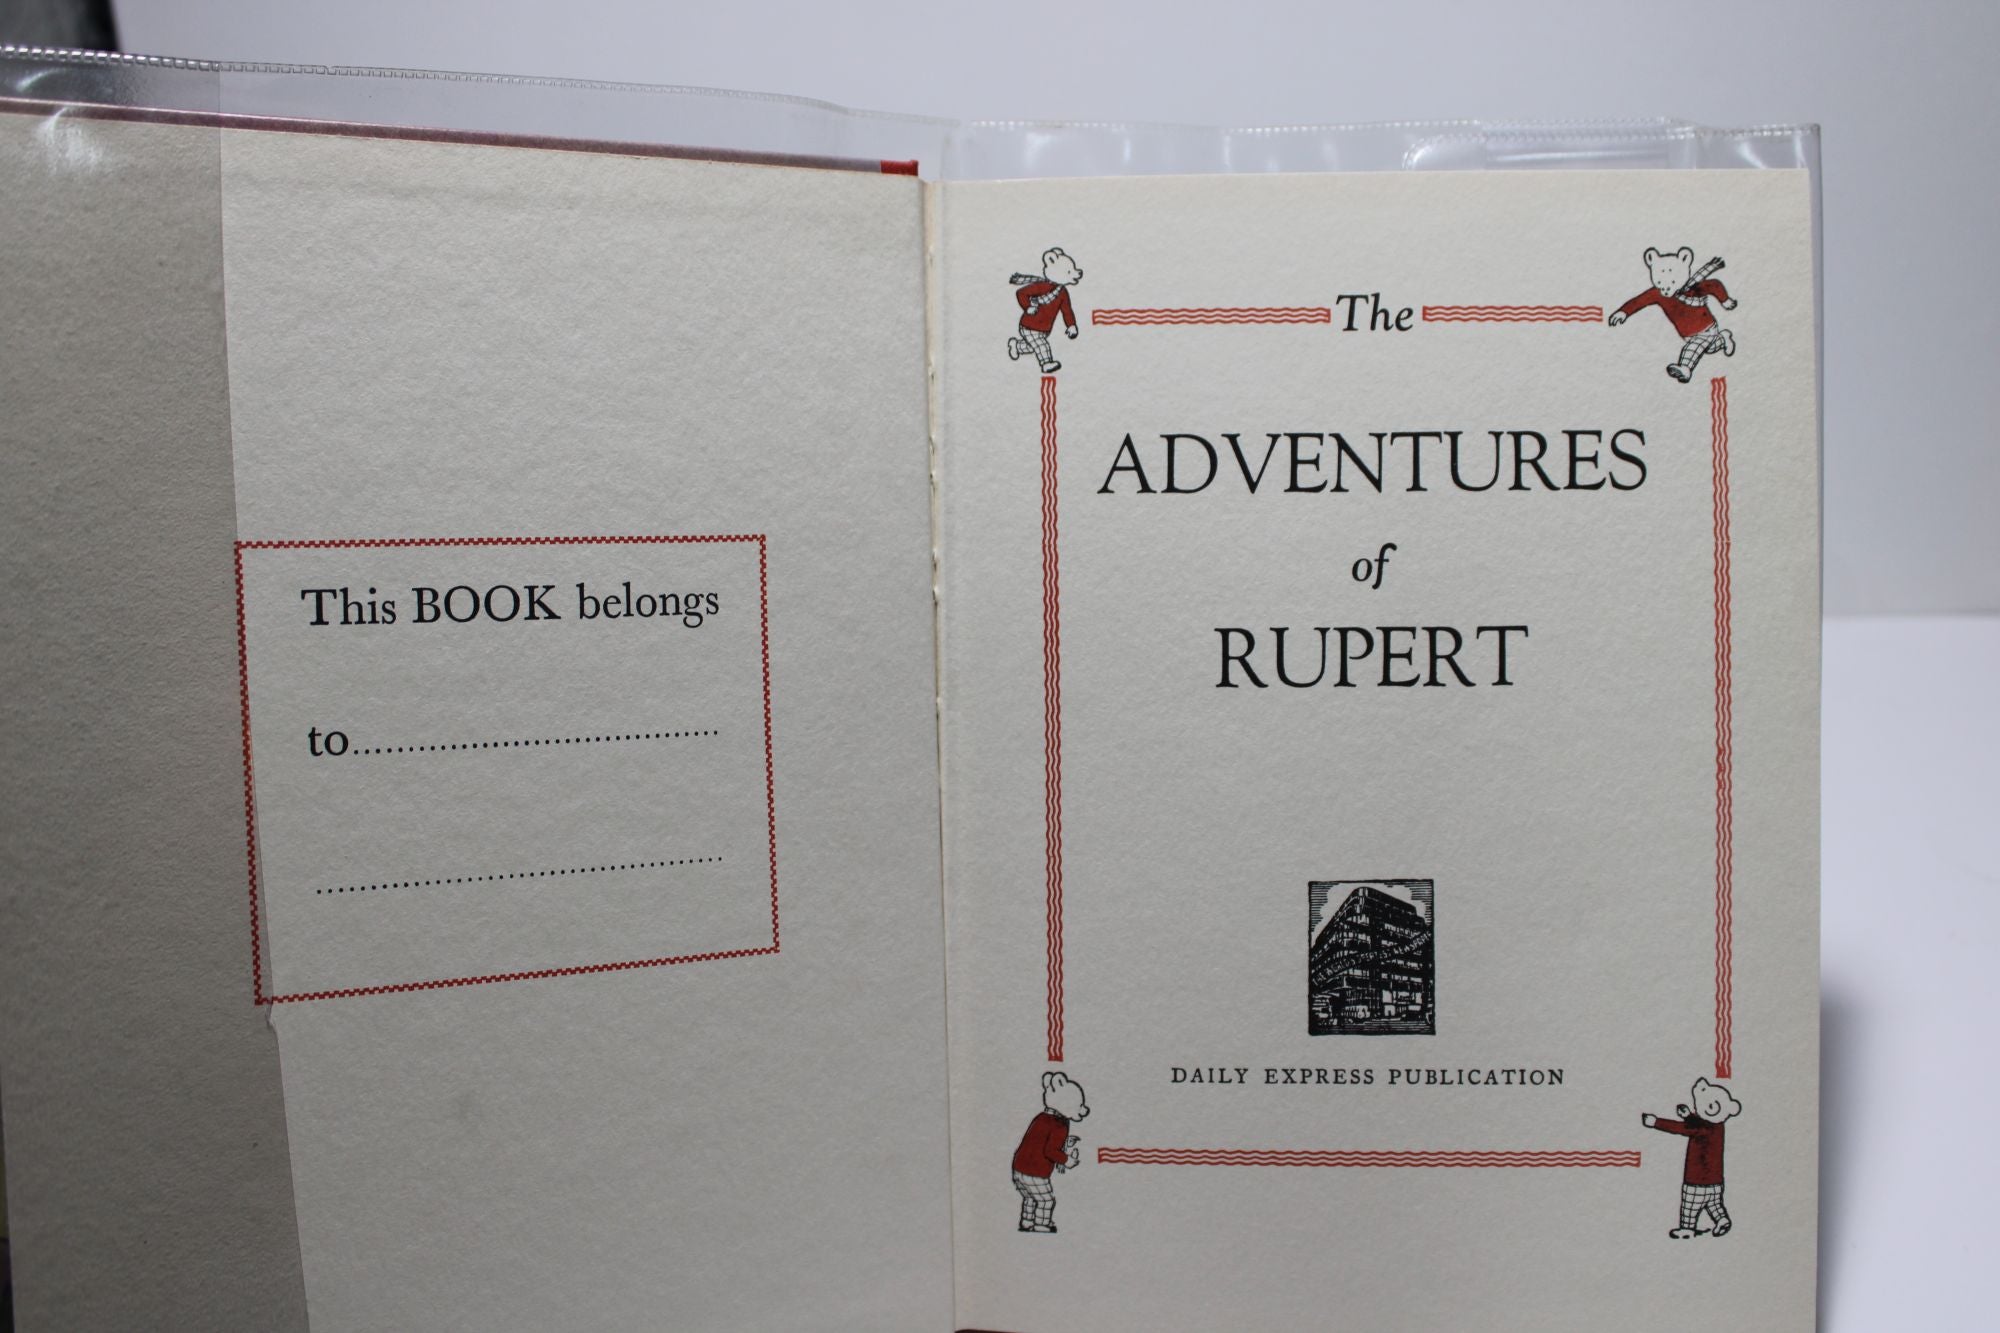 This BOOK belongs
to......................................
......................................
The
ADVENTURES
of
RUPERT
DAILY EXPRESS PUBLICATION